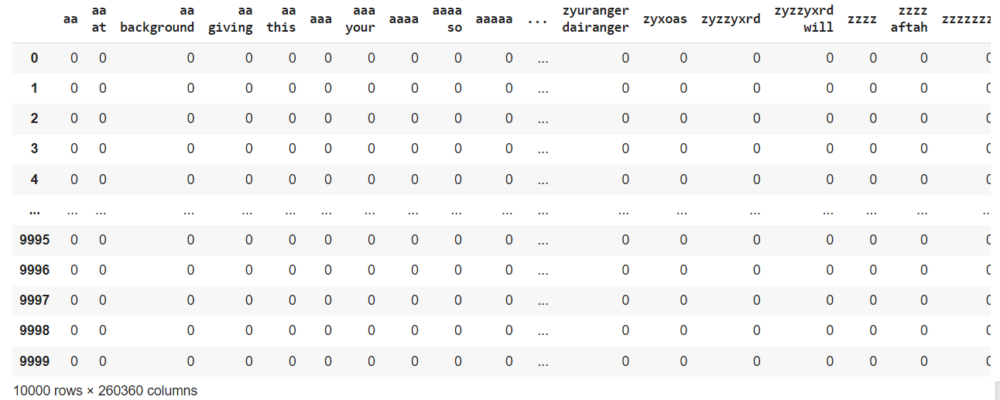 aa aa at aa background aa giving aa this aaa aaa your aaaa aaaa so aaaaa ... zyuranger dairanger zyxoas zyzzyxrd zyzzyxrd will zzzz zzzz aftah zzzzzzz
0 0 0 0 0 0 0 0 0 0 0 ... 0 0 0 0 0 0 0
1 0 0 0 0 0 0 0 0 0 0 ... 0 0 0 0 0 0 0
2 0 0 0 0 0 0 0 0 0 0 ... 0 0 0 0 0 0 0
3 0 0 0 0 0 0 0 0 0 0 ... 0 0 0 0 0 0 0
4 0 0 0 0 0 0 0 0 0 0 ... 0 0 0 0 0 0 0
... ... ... ... ... ... ... ... ... ... ... ... ... ... ... ... ... ... ..
9995 0 0 0 0 0 0 0 0 0 0 ... 0 0 0 0 0 0 0
9996 0 0 0 0 0 0 0 0 0 0 ... 0 0 0 0 0 0 0
9997 0 0 0 0 0 0 0 0 0 0 ... 0 0 0 0 0 0 0
9998 0 0 0 0 0 0 0 0 0 0 ... 0 0 0 0 0 0 0
9999 0 0 0 0 0 0 0 0 0 0 ... 0 0 0 0 0 0 0
10000 rows × 260360 columns